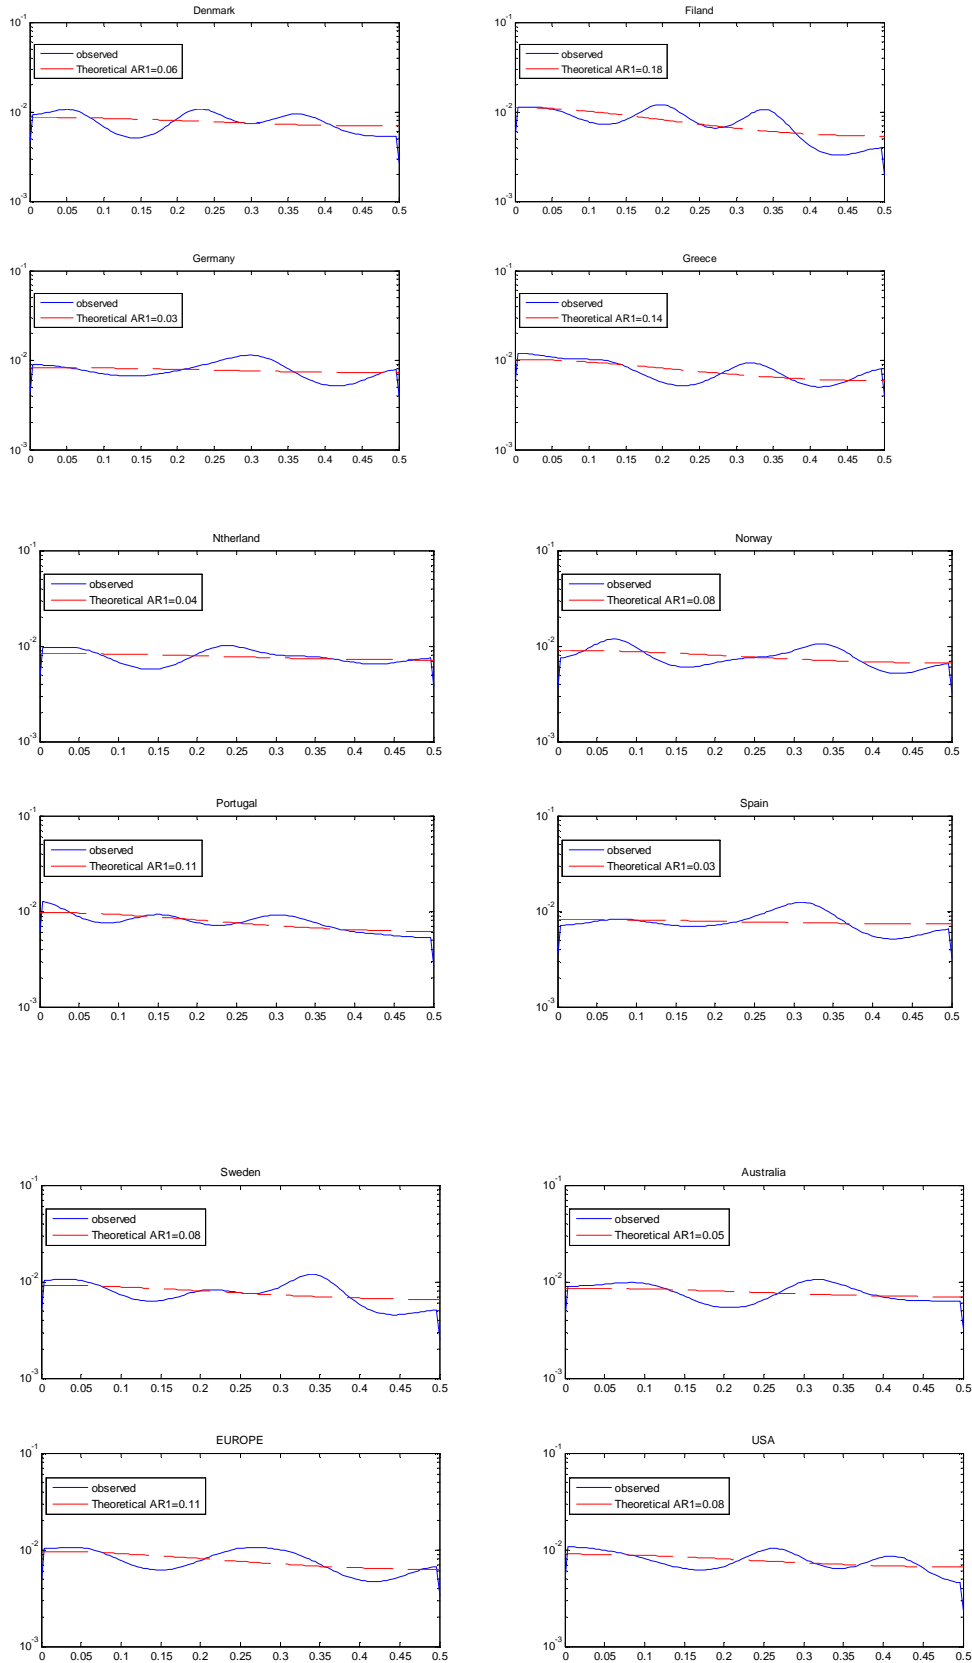 Denmark
10^-1
observed
Theoretical AR1=0.06
10^-2
10^-3
0 0.05 0.1 0.15 0.2 0.25 0.3 0.35 0.4 0.45 0.5
Filand
10^-1
observed
Theoretical AR1=0.18
10^-2
10^-3
0 0.05 0.1 0.15 0.2 0.25 0.3 0.35 0.4 0.45 0.5
Germany
10^-1
observed
Theoretical AR1=0.03
10^-2
10^-3
0 0.05 0.1 0.15 0.2 0.25 0.3 0.35 0.4 0.45 0.5
Greece
10^-1
observed
Theoretical AR1=0.14
10^-2
10^-3
0 0.05 0.1 0.15 0.2 0.25 0.3 0.35 0.4 0.45 0.5
Ntherland
10^-1
observed
Theoretical AR1=0.04
10^-2
10^-3
0 0.05 0.1 0.15 0.2 0.25 0.3 0.35 0.4 0.45 0.5
Norway
10^-1
observed
Theoretical AR1=0.08
10^-2
10^-3
0 0.05 0.1 0.15 0.2 0.25 0.3 0.35 0.4 0.45 0.5
Portugal
10^-1
observed
Theoretical AR1=0.11
10^-2
10^-3
0 0.05 0.1 0.15 0.2 0.25 0.3 0.35 0.4 0.45 0.5
Spain
10^-1
observed
Theoretical AR1=0.03
10^-2
10^-3
0 0.05 0.1 0.15 0.2 0.25 0.3 0.35 0.4 0.45 0.5
Sweden
10^-1
observed
Theoretical AR1=0.08
10^-2
10^-3
0 0.05 0.1 0.15 0.2 0.25 0.3 0.35 0.4 0.45 0.5
Australia
10^-1
observed
Theoretical AR1=0.05
10^-2
10^-3
0 0.05 0.1 0.15 0.2 0.25 0.3 0.35 0.4 0.45 0.5
EUROPE
10^-1
observed
Theoretical AR1=0.11
10^-2
10^-3
0 0.05 0.1 0.15 0.2 0.25 0.3 0.35 0.4 0.45 0.5
USA
10^-1
observed
Theoretical AR1=0.08
10^-2
10^-3
0 0.05 0.1 0.15 0.2 0.25 0.3 0.35 0.4 0.45 0.5